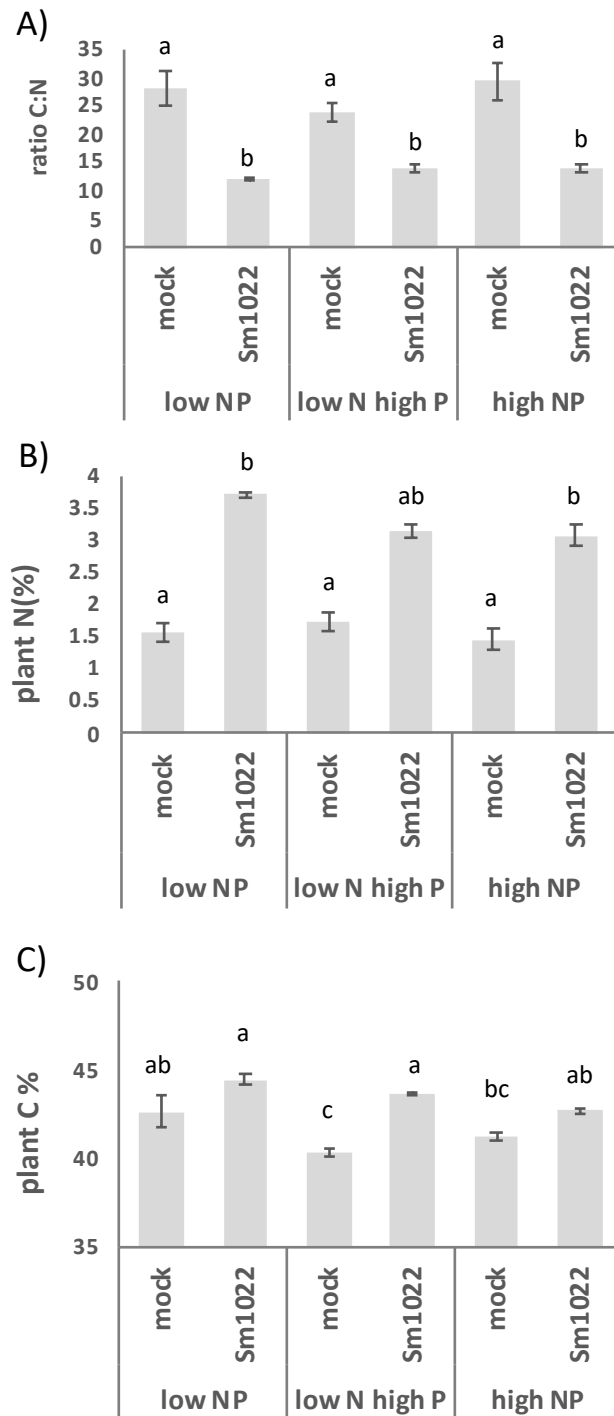 A)
ratio C:N
35
30
25
20
15
10
5
0
a
b
a
b
a
b
mock
Sm1022
mock
Sm1022
mock
Sm1022
low NP
low N high P
high NP
B)
plant N(%)
4
3.5
3
2.5
2
1.5
1
0.5
0
a
b
a
ab
a
b
mock
Sm1022
mock
Sm1022
mock
Sm1022
low NP
low N high P
high NP
C)
plant C %
50
45
40
35
ab
a
c
a
bc
ab
mock
Sm1022
mock
Sm1022
mock
Sm1022
low NP
low N high P
high NP